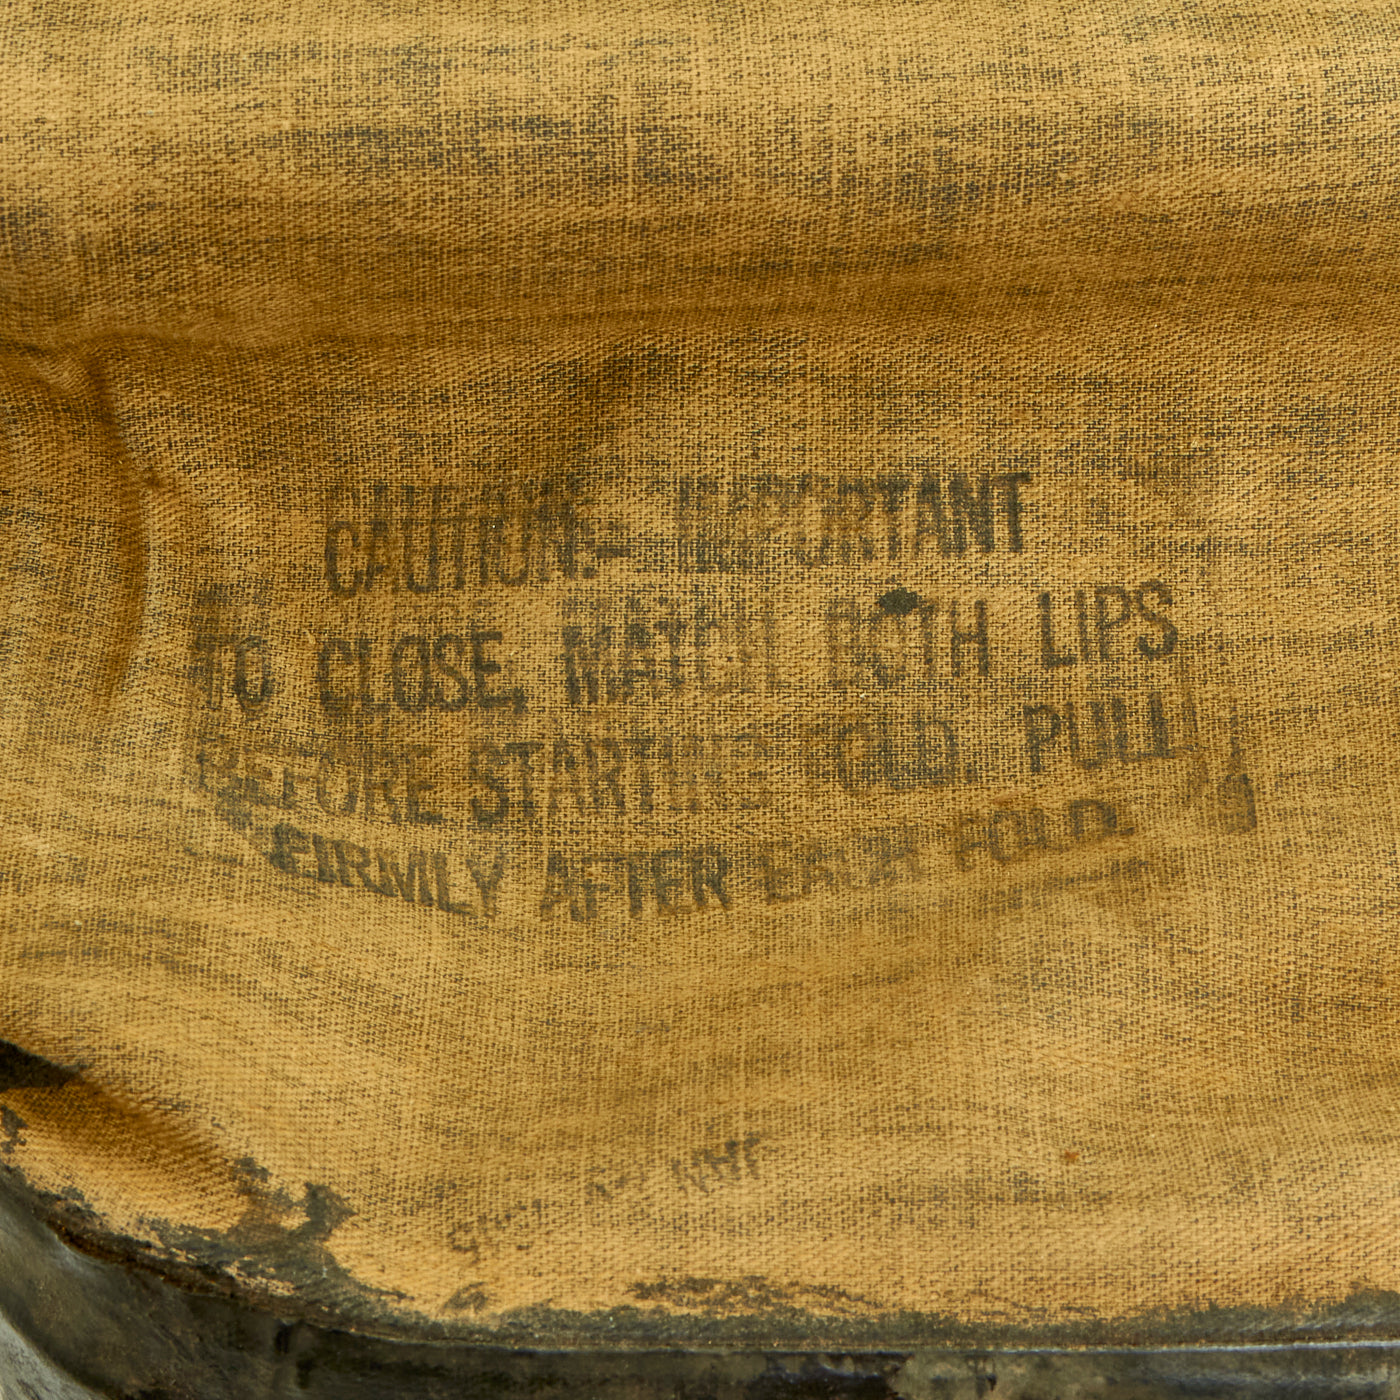 CAUTION:- IMPORTANT
TO CLOSE, MATCH BOTH LIPS
BEFORE STARTING FOLD. PULL
FIRMLY AFTER EACH FOLD.